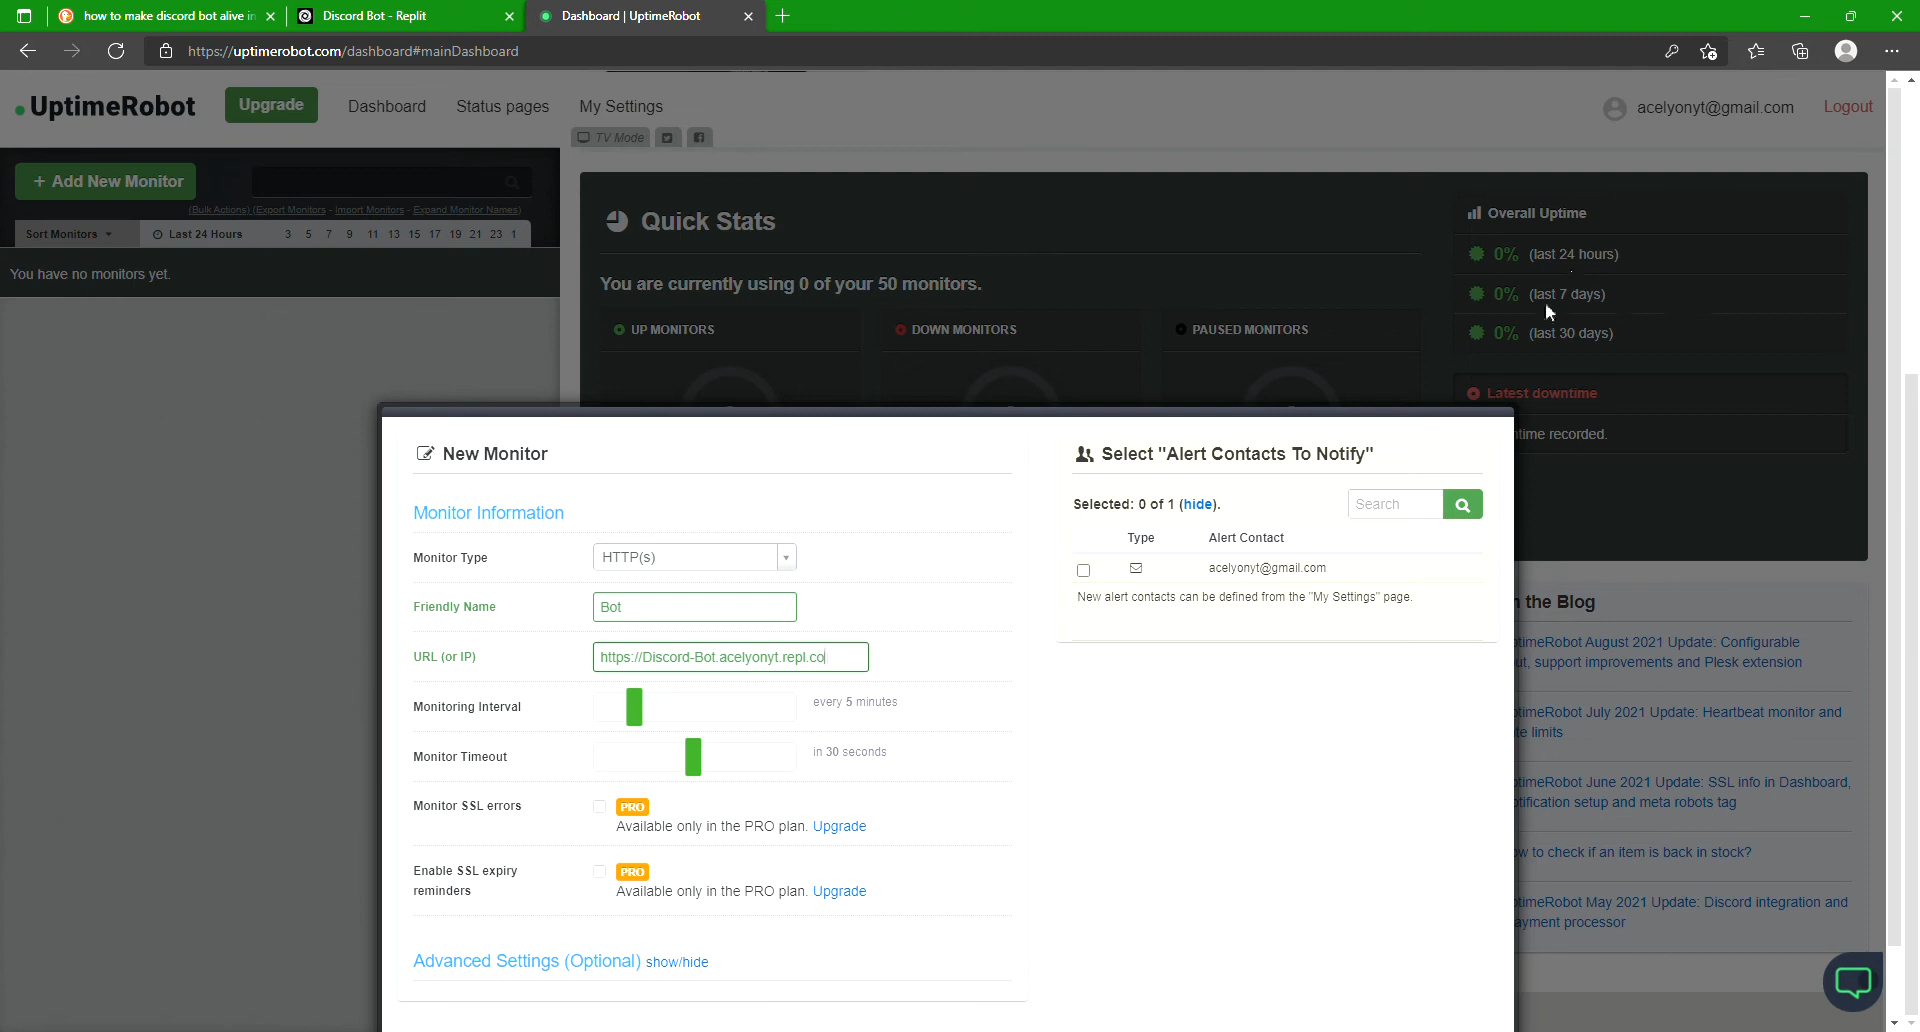 how to make discord bot alive in
Discord Bot - Replit
Dashboard | UptimeRobot
https://uptimerobot.com/dashboard#mainDashboard
UptimeRobot
Upgrade
Dashboard
Status pages
My Settings
acelyonyt@gmail.com
Logout
TV Mode
+ Add New Monitor
(Bulk Actions) (Export Monitors - Import Monitors - Expand Monitor Names)
Sort Monitors
Last 24 Hours
3 5 7 9 11 13 15 17 19 21 23 1
You have no monitors yet.
Quick Stats
You are currently using 0 of your 50 monitors.
UP MONITORS
DOWN MONITORS
PAUSED MONITORS
Overall Uptime
0% (last 24 hours)
0% (last 7 days)
0% (last 30 days)
Latest downtime
time recorded.
New Monitor
Monitor Information
Monitor Type
HTTP(s)
Friendly Name
Bot
URL (or IP)
https://Discord-Bot.acelyonyt.repl.co
Monitoring Interval
every 5 minutes
Monitor Timeout
in 30 seconds
Monitor SSL errors
PRO
Available only in the PRO plan. Upgrade
Enable SSL expiry
reminders
PRO
Available only in the PRO plan. Upgrade
Advanced Settings (Optional) show/hide
Select "Alert Contacts To Notify"
Selected: 0 of 1 (hide).
Search
Type
Alert Contact
acelyonyt@gmail.com
New alert contacts can be defined from the "My Settings" page.
the Blog
timeRobot August 2021 Update: Configurable
ut, support improvements and Plesk extension
timeRobot July 2021 Update: Heartbeat monitor and
te limits
timeRobot June 2021 Update: SSL info in Dashboard,
tification setup and meta robots tag
ow to check if an item is back in stock?
timeRobot May 2021 Update: Discord integration and
ayment processor